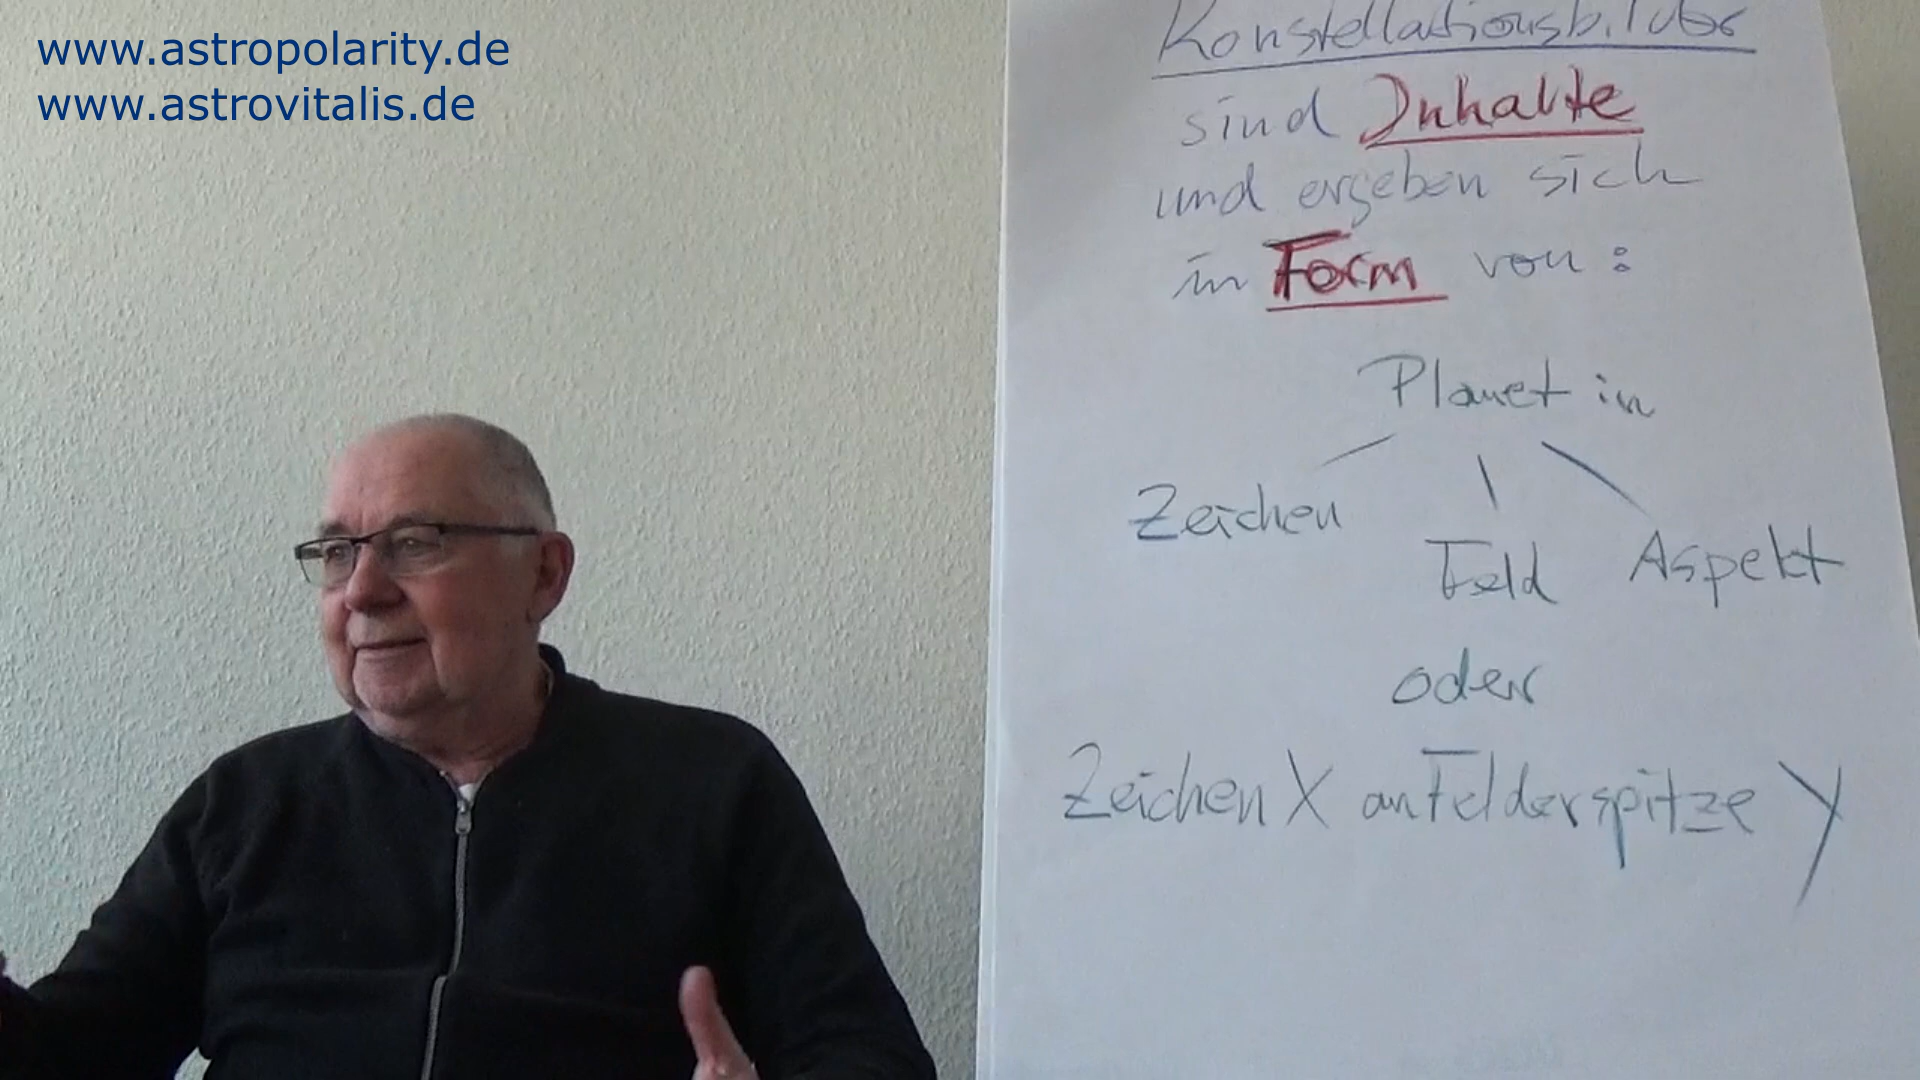 www.astropolarity.de
www.astrovitalis.de
Konstellationsbilder
sind Inhalte
und ergeben sich
in Form von:
Planet in
Zeichen
Feld
Aspekt
oder
Zeichen X an Felderspitze Y